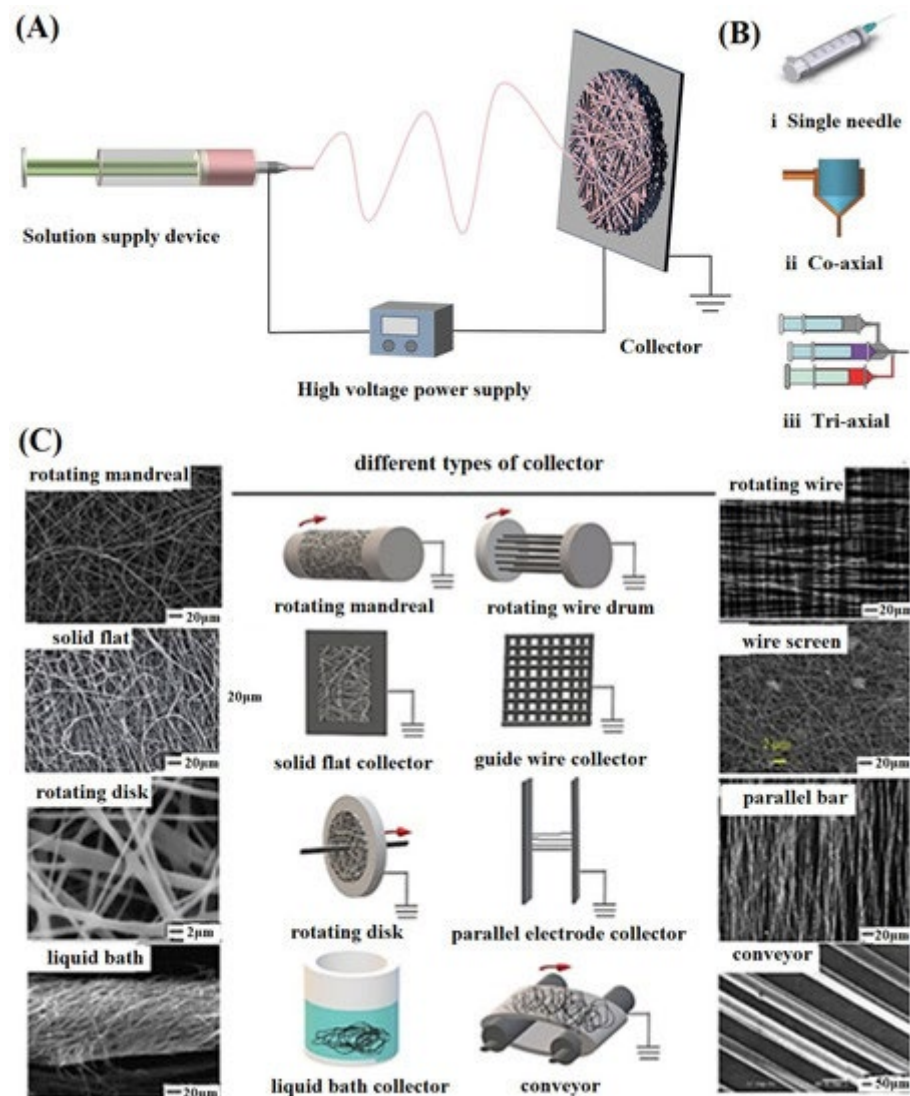 (A)
Solution supply device
High voltage power supply
Collector
(B)
i Single needle
ii Co-axial
iii Tri-axial
(C)
different types of collector
rotating mandreal
20μm
solid flat
20μm
rotating disk
2μm
liquid bath
20μm
rotating mandreal
rotating wire drum
20μm
solid flat collector
guide wire collector
rotating disk
parallel electrode collector
liquid bath collector
conveyor
rotating wire
20μm
wire screen
2 μm
20μm
parallel bar
20μm
conveyor
50μm